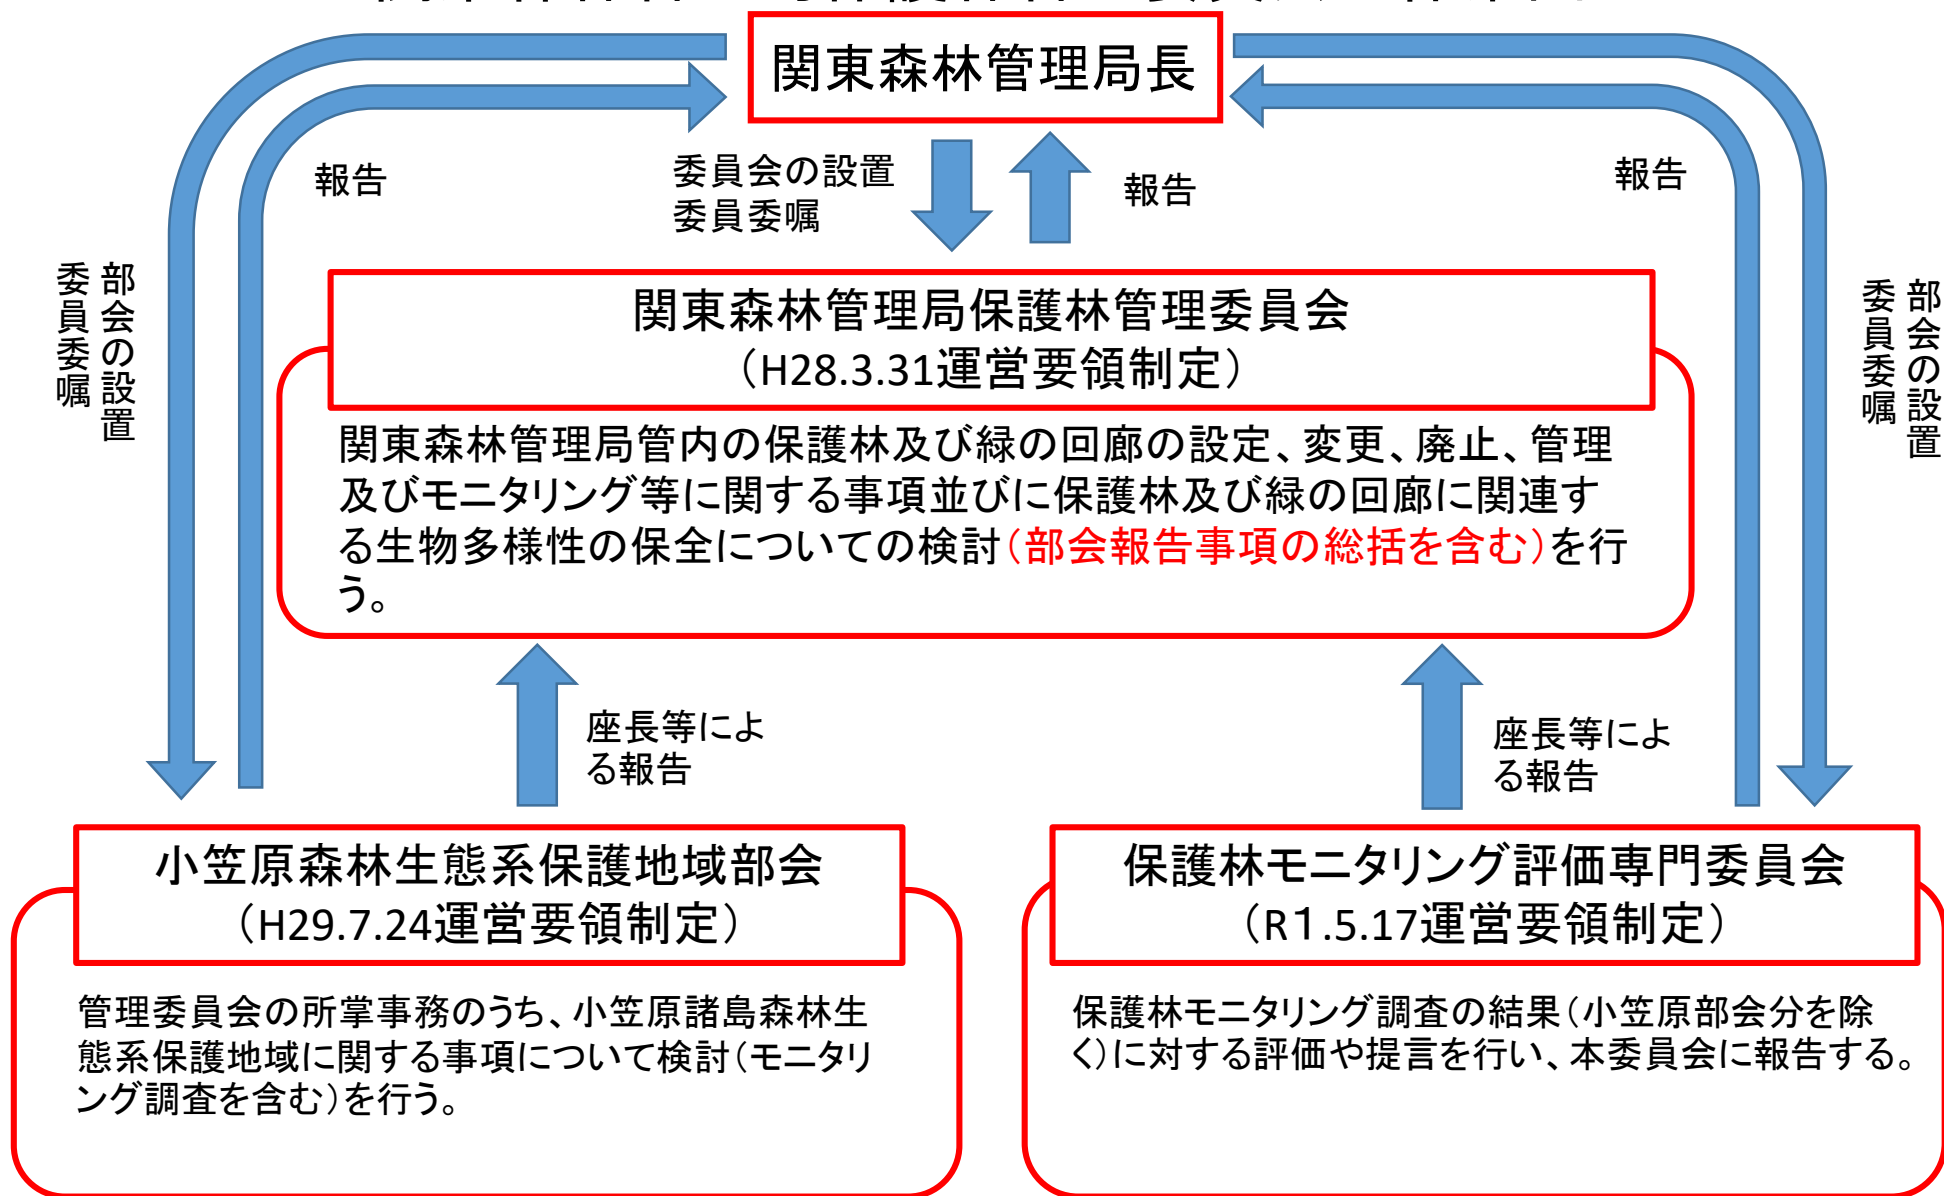 関東森林管理局長
報告
委員会の設置
委員委嘱
報告
報告
部会の設置
委員委嘱
部会の設置
委員委嘱
関東森林管理局保護林管理委員会
（H28.3.31運営要領制定）
関東森林管理局管内の保護林及び緑の回廊の設定、変更、廃止、管理
及びモニタリング等に関する事項並びに保護林及び緑の回廊に関連す
る生物多様性の保全についての検討（部会報告事項の総括を含む）を行
う。
座長等によ
る報告
座長等によ
る報告
小笠原森林生態系保護地域部会
（H29.7.24運営要領制定）
管理委員会の所掌事務のうち、小笠原諸島森林生
態系保護地域に関する事項について検討（モニタリ
ング調査を含む）を行う。
保護林モニタリング評価専門委員会
（R１.5.17運営要領制定）
保護林モニタリング調査の結果（小笠原部会分を除
く）に対する評価や提言を行い、本委員会に報告する。